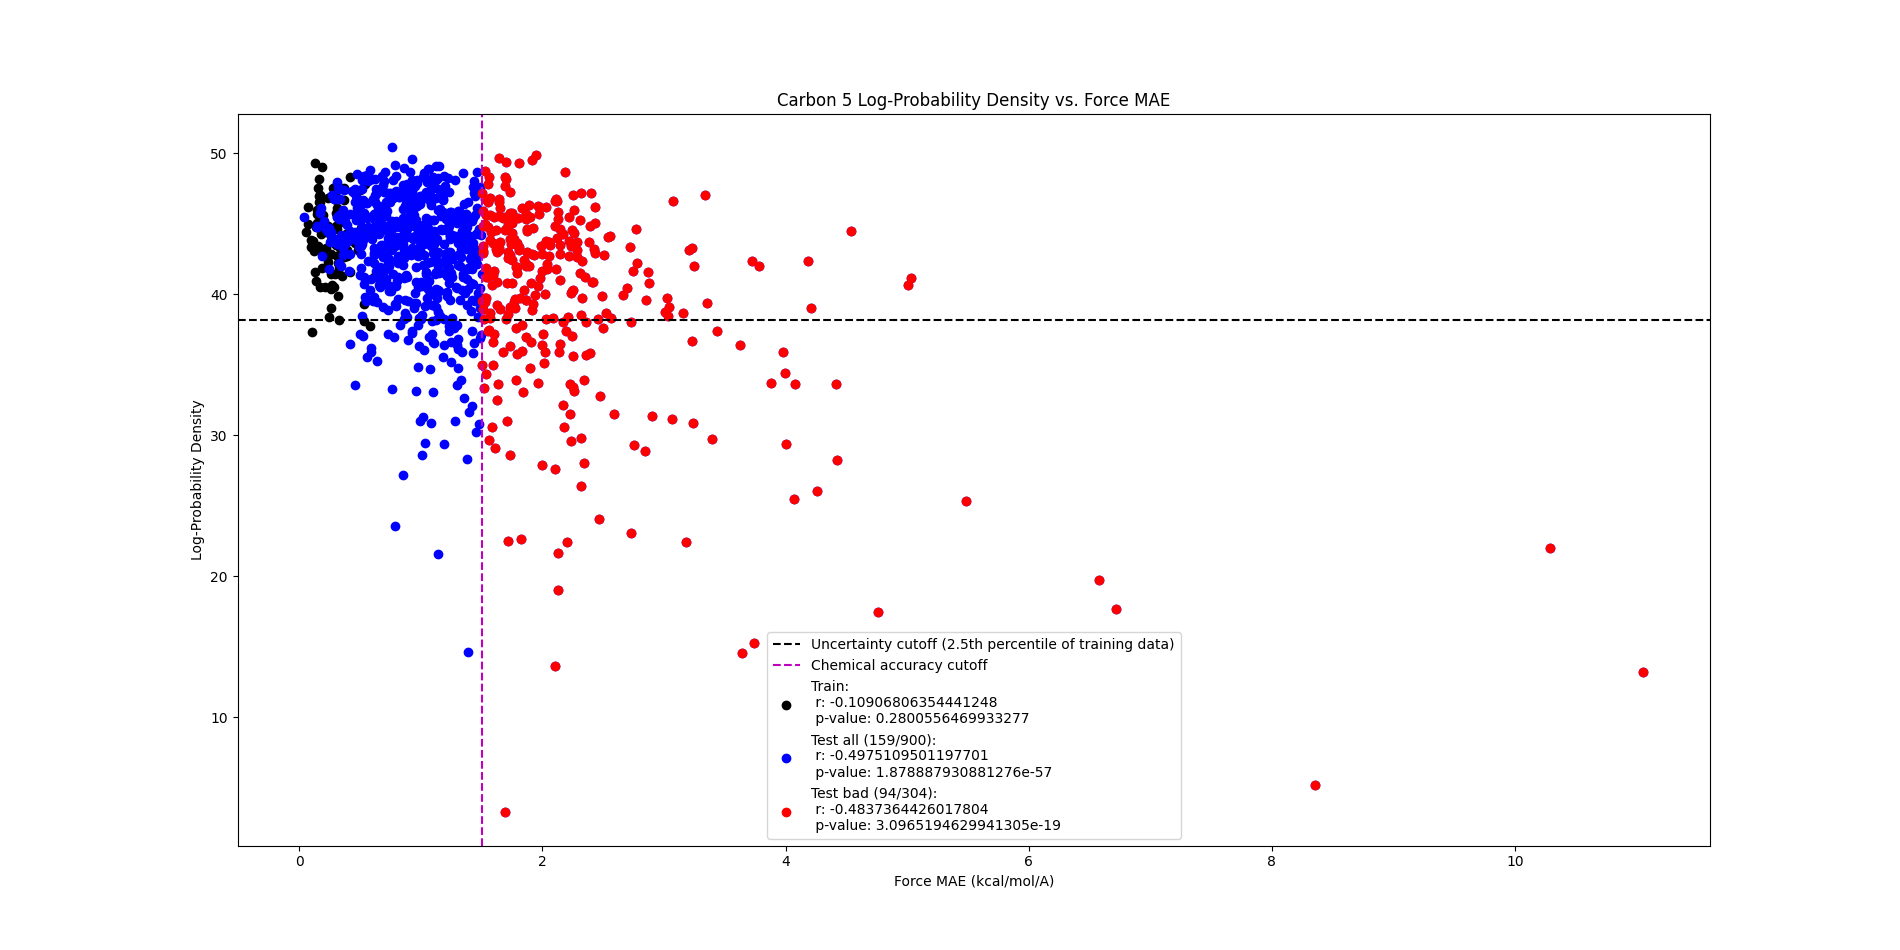 Carbon 5 Log-Probability Density vs. Force MAE
Log-Probability Density
50
40
30
20
10
0
2
4
6
8
10
Force MAE (kcal/mol/A)
Uncertainty cutoff (2.5th percentile of training data)
Chemical accuracy cutoff
Train:
r: -0.10906806354441248
p-value: 0.2800556469933277
Test all (159/900):
r: -0.4975109501197701
p-value: 1.878887930881276e-57
Test bad (94/304):
r: -0.4837364426017804
p-value: 3.0965194629941305e-19